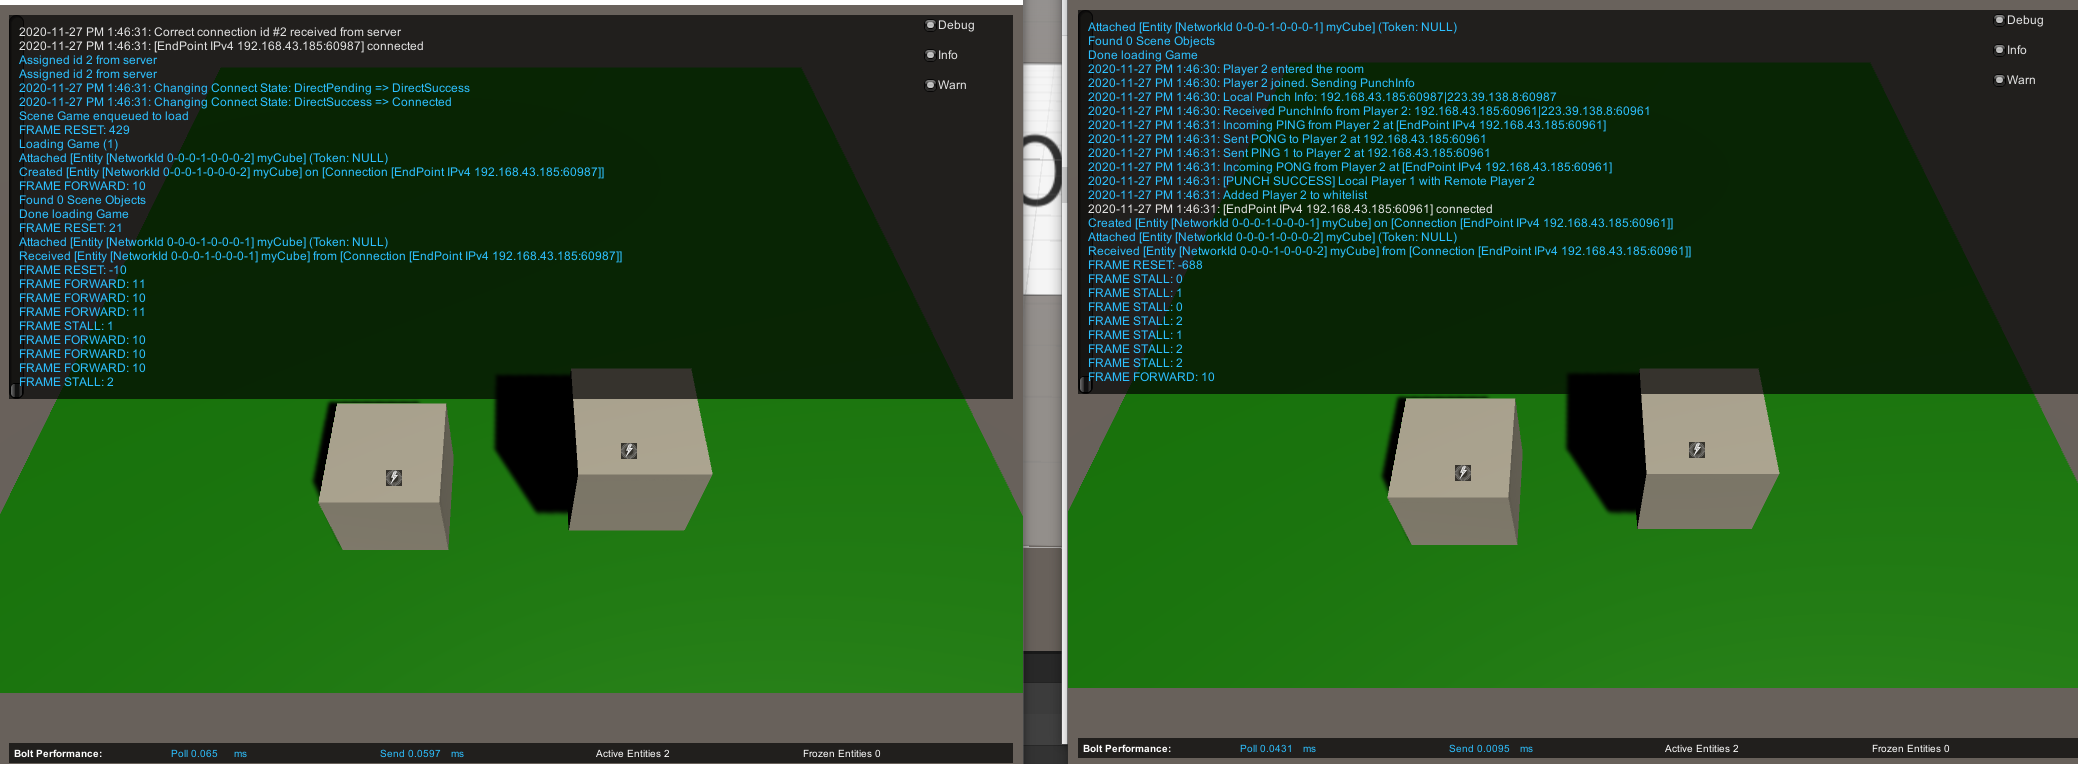 2020-11-27 PM 1:46:31: Correct connection id #2 received from server
2020-11-27 PM 1:46:31: [EndPoint IPv4 192.168.43.185:60987] connected
Assigned id 2 from server
Assigned id 2 from server
2020-11-27 PM 1:46:31: Changing Connect State: DirectPending => DirectSuccess
2020-11-27 PM 1:46:31: Changing Connect State: DirectSuccess => Connected
Scene Game enqueued to load
FRAME RESET: 429
Loading Game (1)
Attached [Entity [NetworkId 0-0-0-1-0-0-0-2] myCube] (Token: NULL)
Created [Entity [NetworkId 0-0-0-1-0-0-0-2] myCube] on [Connection [EndPoint IPv4 192.168.43.185:60987]]
FRAME FORWARD: 10
Found 0 Scene Objects
Done loading Game
FRAME RESET: 21
Attached [Entity [NetworkId 0-0-0-1-0-0-0-1] myCube] (Token: NULL)
Received [Entity [NetworkId 0-0-0-1-0-0-0-1] myCube] from [Connection [EndPoint IPv4 192.168.43.185:60987]]
FRAME RESET: -10
FRAME FORWARD: 11
FRAME FORWARD: 10
FRAME FORWARD: 11
FRAME STALL: 1
FRAME FORWARD: 10
FRAME FORWARD: 10
FRAME FORWARD: 10
FRAME STALL: 2
Debug
Info
Warn
Bolt Performance: Poll 0.065 ms Send 0.0597 ms Active Entities 2 Frozen Entities 0
Attached [Entity [NetworkId 0-0-0-1-0-0-0-1] myCube] (Token: NULL)
Found 0 Scene Objects
Done loading Game
2020-11-27 PM 1:46:30: Player 2 entered the room
2020-11-27 PM 1:46:30: Player 2 joined. Sending PunchInfo
2020-11-27 PM 1:46:30: Local Punch Info: 192.168.43.185:60987|223.39.138.8:60987
2020-11-27 PM 1:46:30: Received PunchInfo from Player 2: 192.168.43.185:60961|223.39.138.8:60961
2020-11-27 PM 1:46:31: Incoming PING from Player 2 at [EndPoint IPv4 192.168.43.185:60961]
2020-11-27 PM 1:46:31: Sent PONG to Player 2 at 192.168.43.185:60961
2020-11-27 PM 1:46:31: Sent PING 1 to Player 2 at 192.168.43.185:60961
2020-11-27 PM 1:46:31: Incoming PONG from Player 2 at [EndPoint IPv4 192.168.43.185:60961]
2020-11-27 PM 1:46:31: [PUNCH SUCCESS] Local Player 1 with Remote Player 2
2020-11-27 PM 1:46:31: Added Player 2 to whitelist
2020-11-27 PM 1:46:31: [EndPoint IPv4 192.168.43.185:60961] connected
Created [Entity [NetworkId 0-0-0-1-0-0-0-1] myCube] on [Connection [EndPoint IPv4 192.168.43.185:60961]]
Attached [Entity [NetworkId 0-0-0-1-0-0-0-2] myCube] (Token: NULL)
Received [Entity [NetworkId 0-0-0-1-0-0-0-2] myCube] from [Connection [EndPoint IPv4 192.168.43.185:60961]]
FRAME RESET: -688
FRAME STALL: 0
FRAME STALL: 1
FRAME STALL: 0
FRAME STALL: 2
FRAME STALL: 1
FRAME STALL: 2
FRAME STALL: 2
FRAME FORWARD: 10
Debug
Info
Warn
Bolt Performance: Poll 0.0431 ms Send 0.0095 ms Active Entities 2 Frozen Entities 0